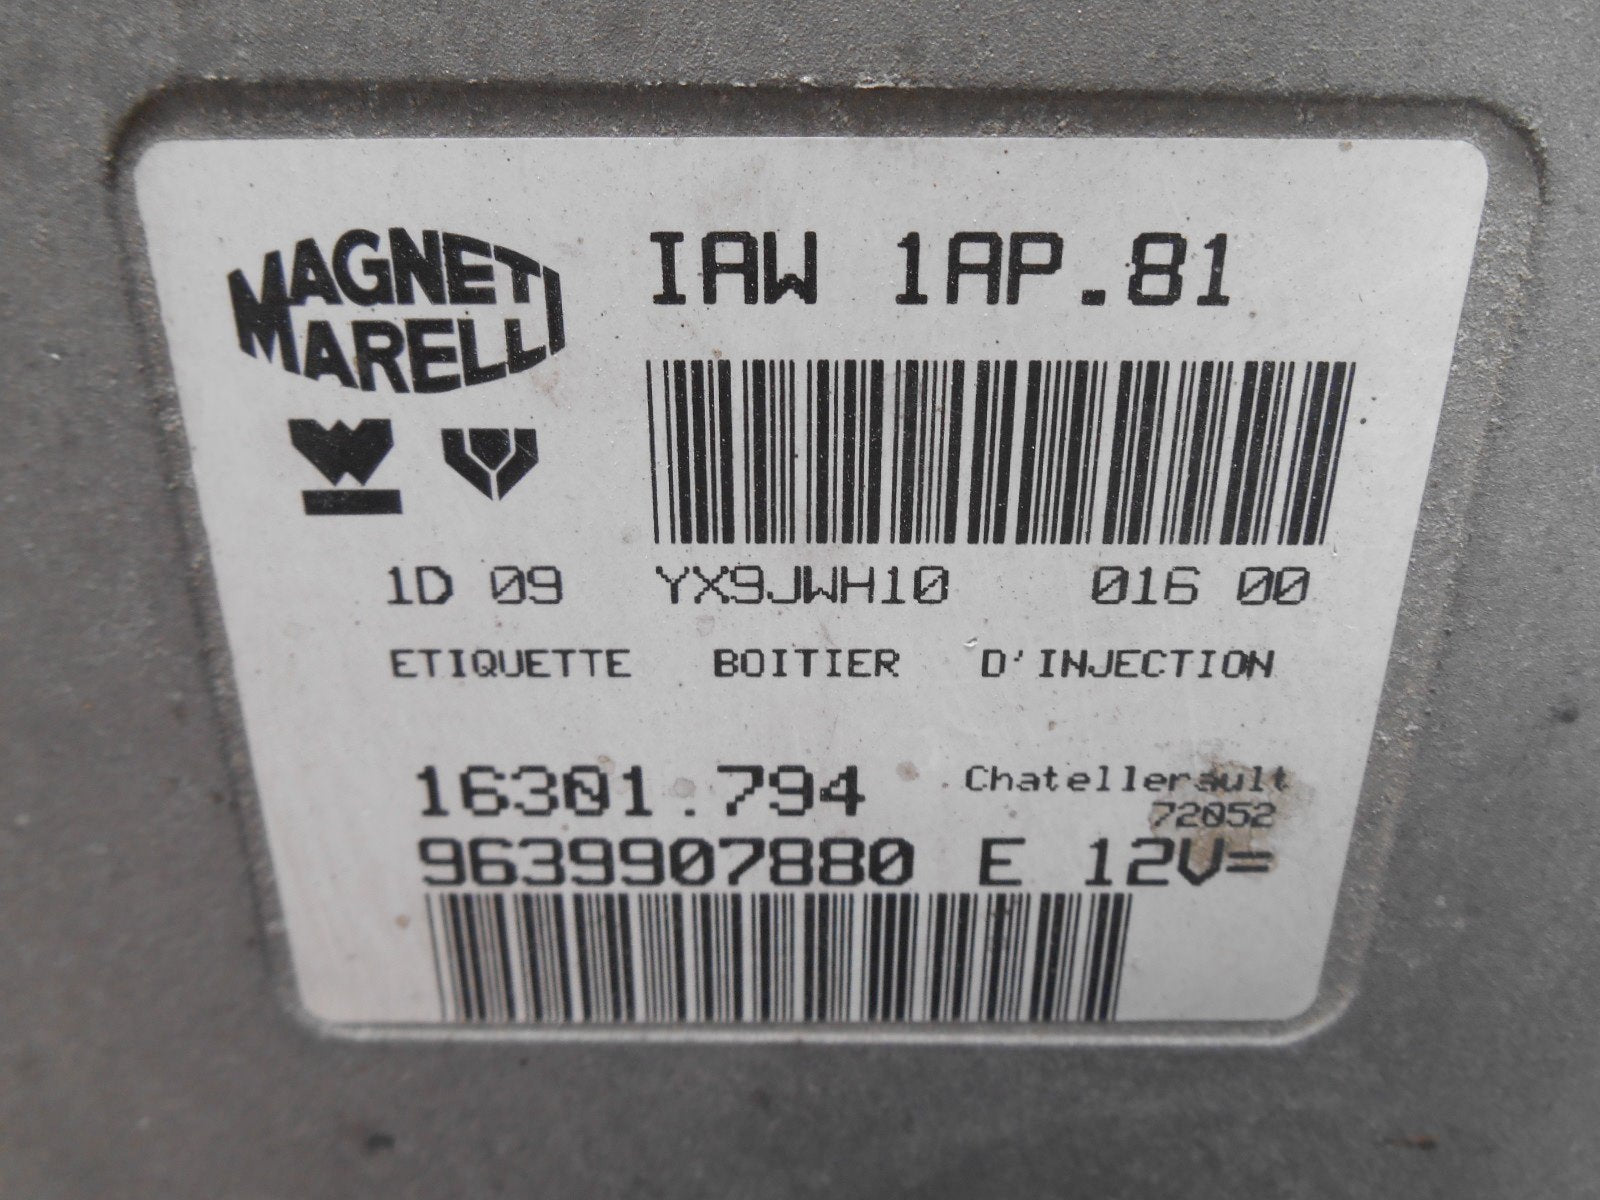 MAGNETI
MARELLI
IAW 1AP.81
1D 09 YX9JWH10 016 00
ETIQUETTE BOITIER D'INJECTION
16301.794
Chatellerault
72052
9639907880 E 12V=